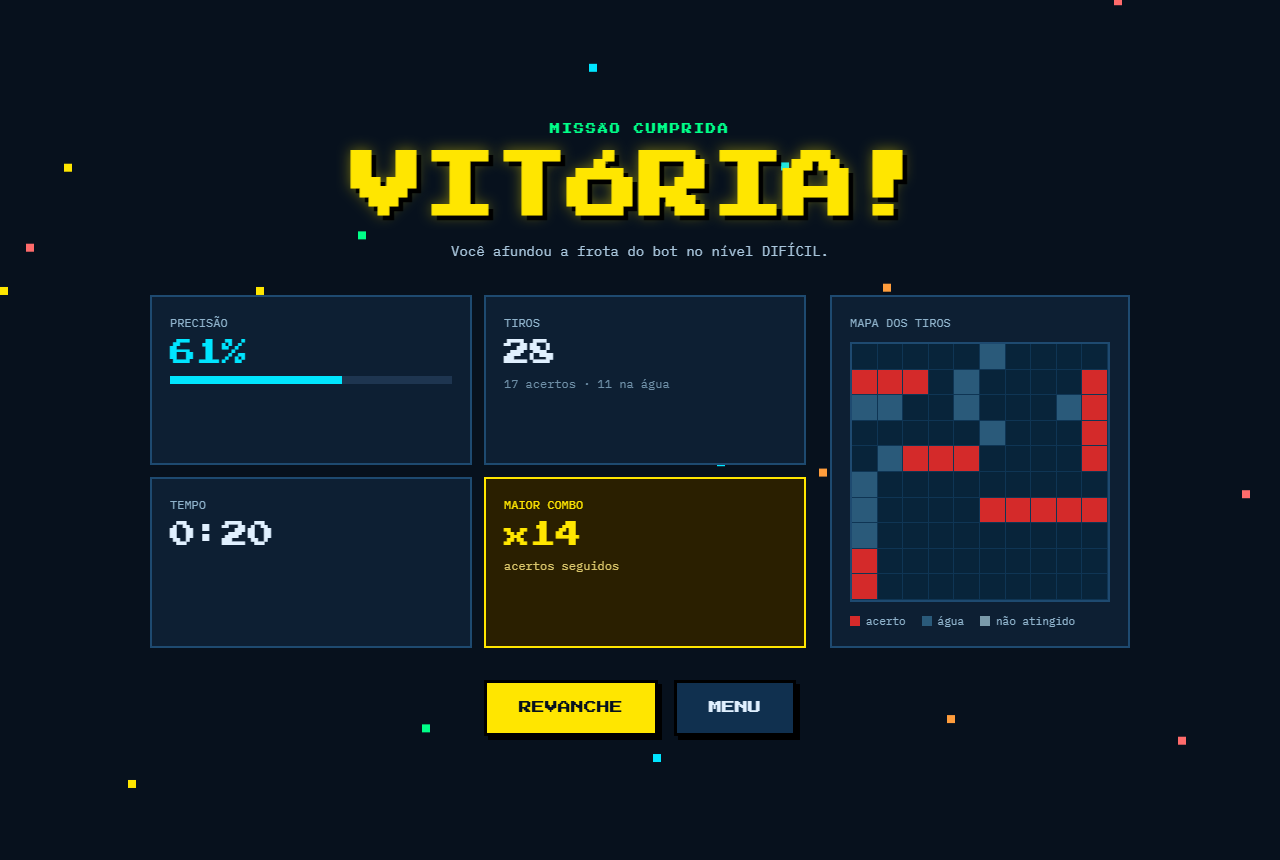 MISSÃO CUMPRIDA
VITÓRIA!
Você afundou a frota do bot no nível DIFÍCIL.
PRECISÃO
61%
TIROS
28
17 acertos · 11 na água
TEMPO
0:20
MAIOR COMBO
x14
acertos seguidos
MAPA DOS TIROS
acerto água não atingido
REVANCHE
MENU